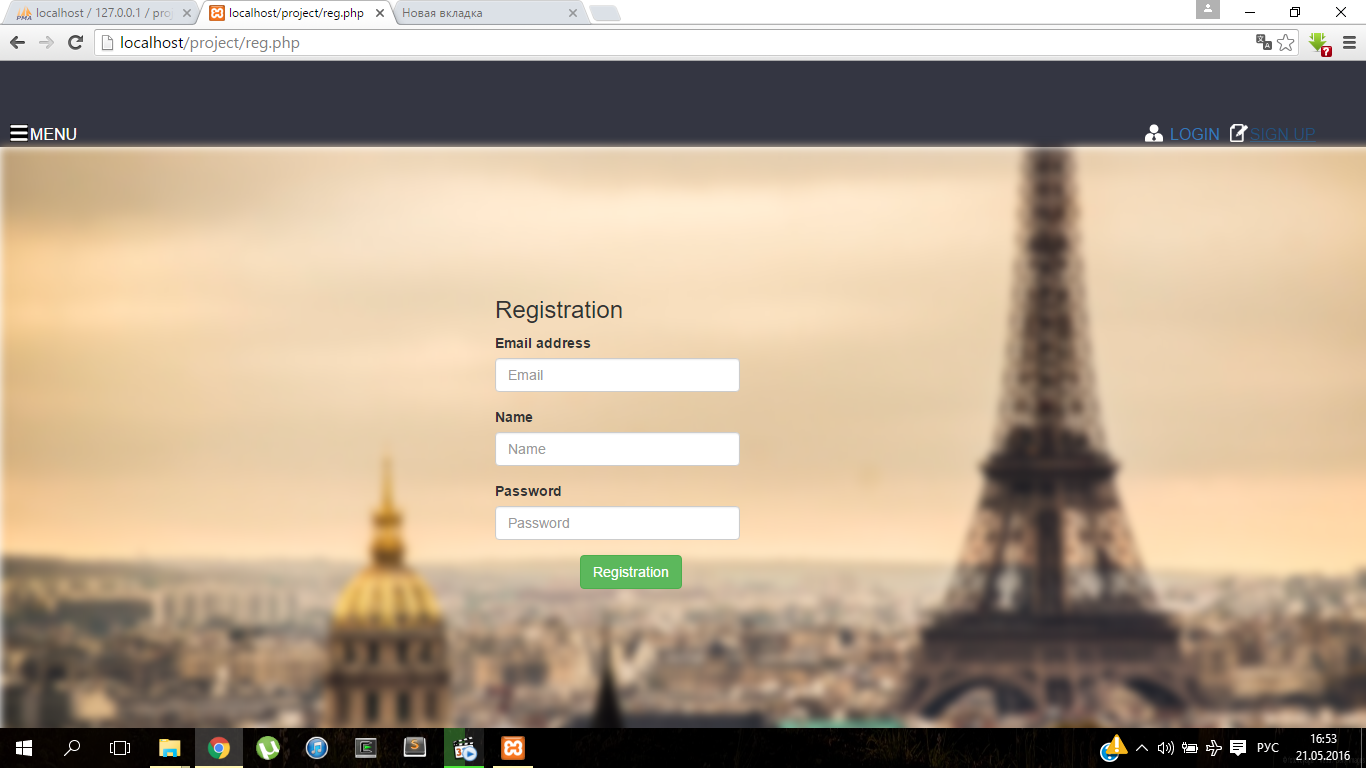 localhost / 127.0.0.1 / pro
localhost/project/reg.php
Новая вкладка
localhost/project/reg.php
MENU
LOGIN
SIGN UP
Registration
Email address
Email
Name
Name
Password
Password
Registration
РУС
16:53
21.05.2016